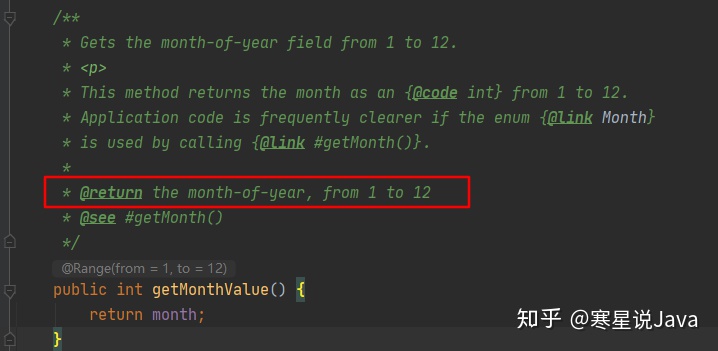 /**
* Gets the month-of-year field from 1 to 12.
* <p>
* This method returns the month as an {@code int} from 1 to 12.
* Application code is frequently clearer if the enum {@link Month}
* is used by calling {@link #getMonth()}.
*
* @return the month-of-year, from 1 to 12
* @see #getMonth()
*/
@Range(from = 1, to = 12)
public int getMonthValue() {
return month;
}
知乎 @寒星说Java